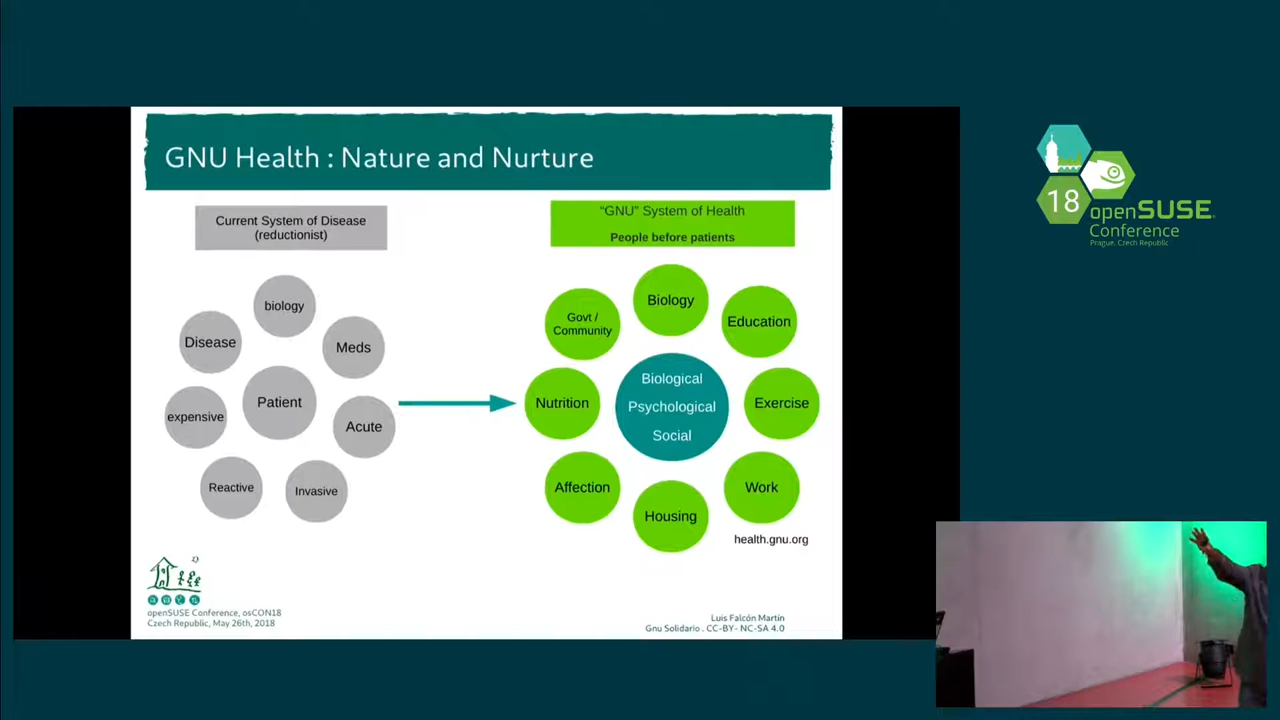 GNU Health : Nature and Nurture
Current System of Disease
(reductionist)
biology
Disease
Meds
Patient
expensive
Acute
Reactive
Invasive
"GNU" System of Health
People before patients
Biology
Govt /
Community
Education
Nutrition
Biological
Psychological
Social
Exercise
Affection
Work
Housing
health.gnu.org
openSUSE Conference, osCON18
Czech Republic, May 26th, 2018
Luis Falcón Martín
Gnu Solidario . CC-BY- NC-SA 4.0
18
openSUSE
Conference
Prague, Czech Republic